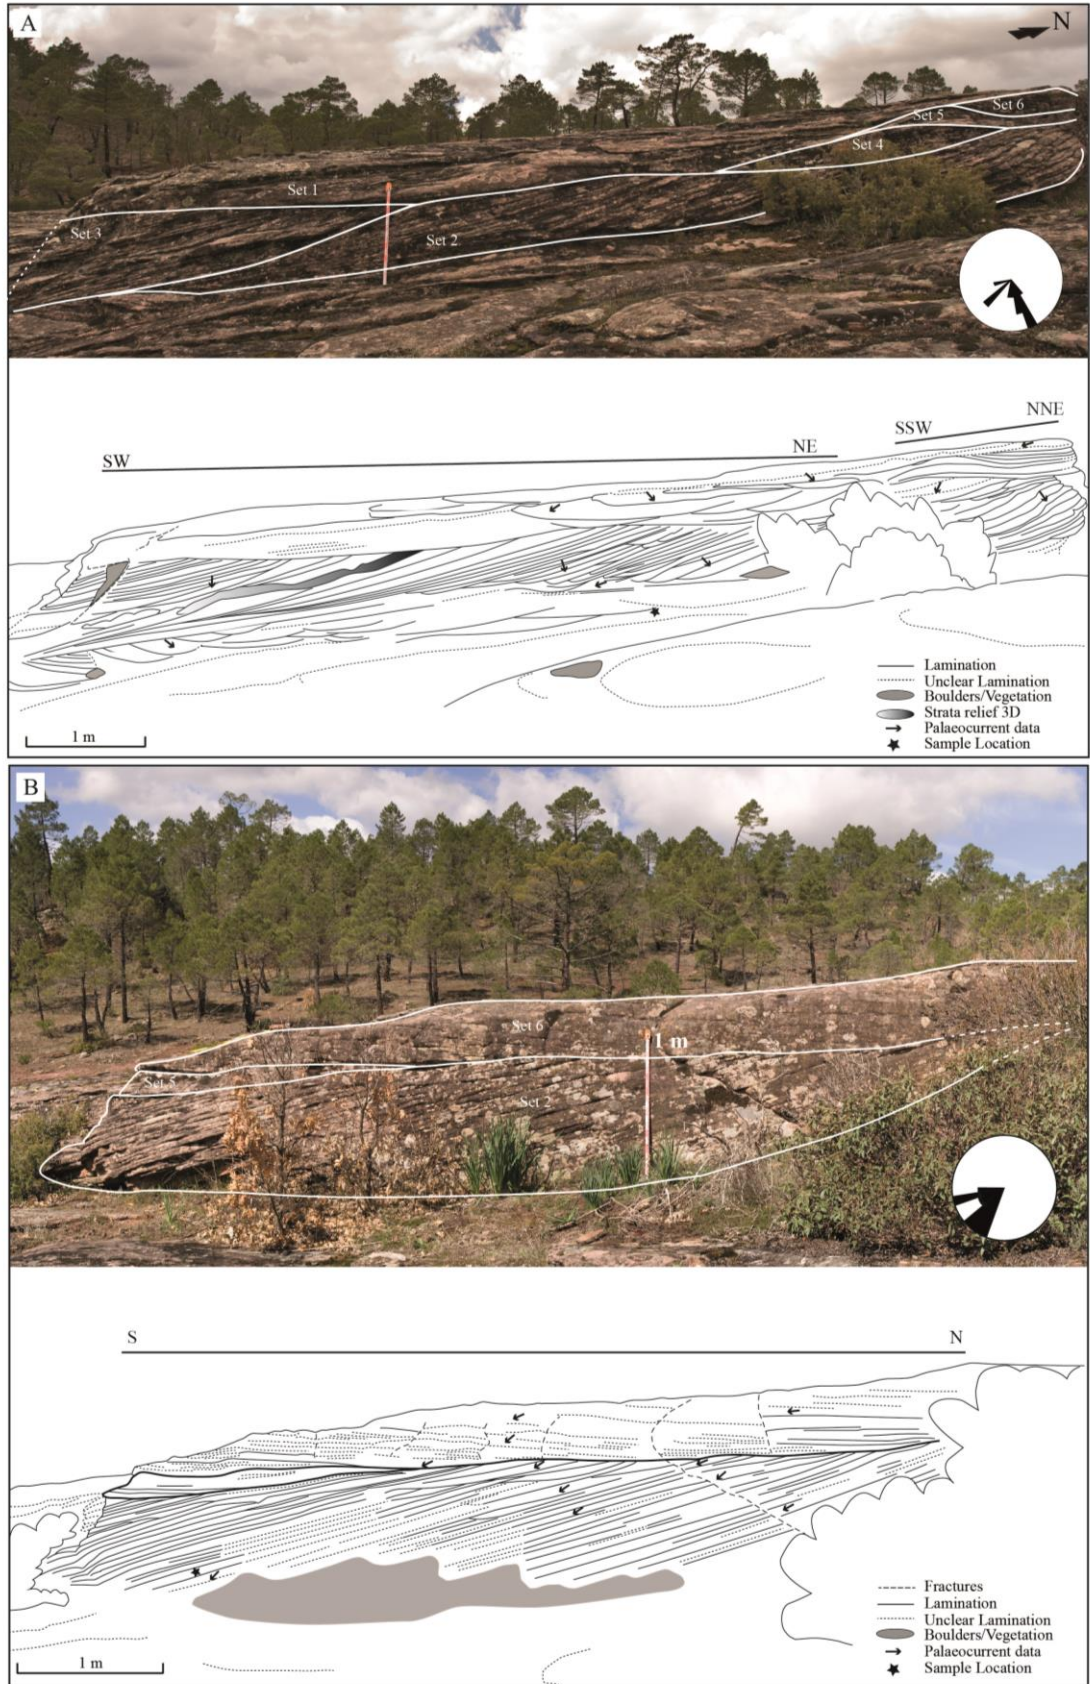 A
N
Set 6
Set 5
Set 4
Set 1
Set 3
Set 2
NNE
SSW
SW
NE
Lamination
Unclear Lamination
Boulders/Vegetation
Strata relief 3D
Palaeocurrent data
Sample Location
1 m
B
Set 6
1 m
Set 5
Set 2
S
N
Fractures
Lamination
Unclear Lamination
Boulders/Vegetation
Palaeocurrent data
Sample Location
1 m